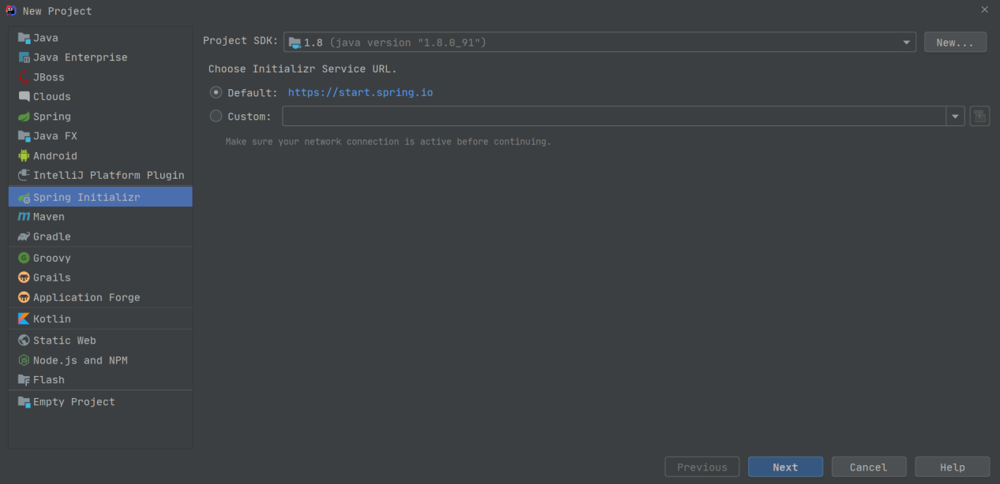 New Project
Java
Java Enterprise
JBoss
Clouds
Spring
Java FX
Android
IntelliJ Platform Plugin
Spring Initializr
Maven
Gradle
Groovy
Grails
Application Forge
Kotlin
Static Web
Node.js and NPM
Flash
Empty Project
Project SDK: 1.8 (java version "1.8.0_91") New...
Choose Initializr Service URL.
Default: https://start.spring.io
Custom:
Make sure your network connection is active before continuing.
Previous Next Cancel Help